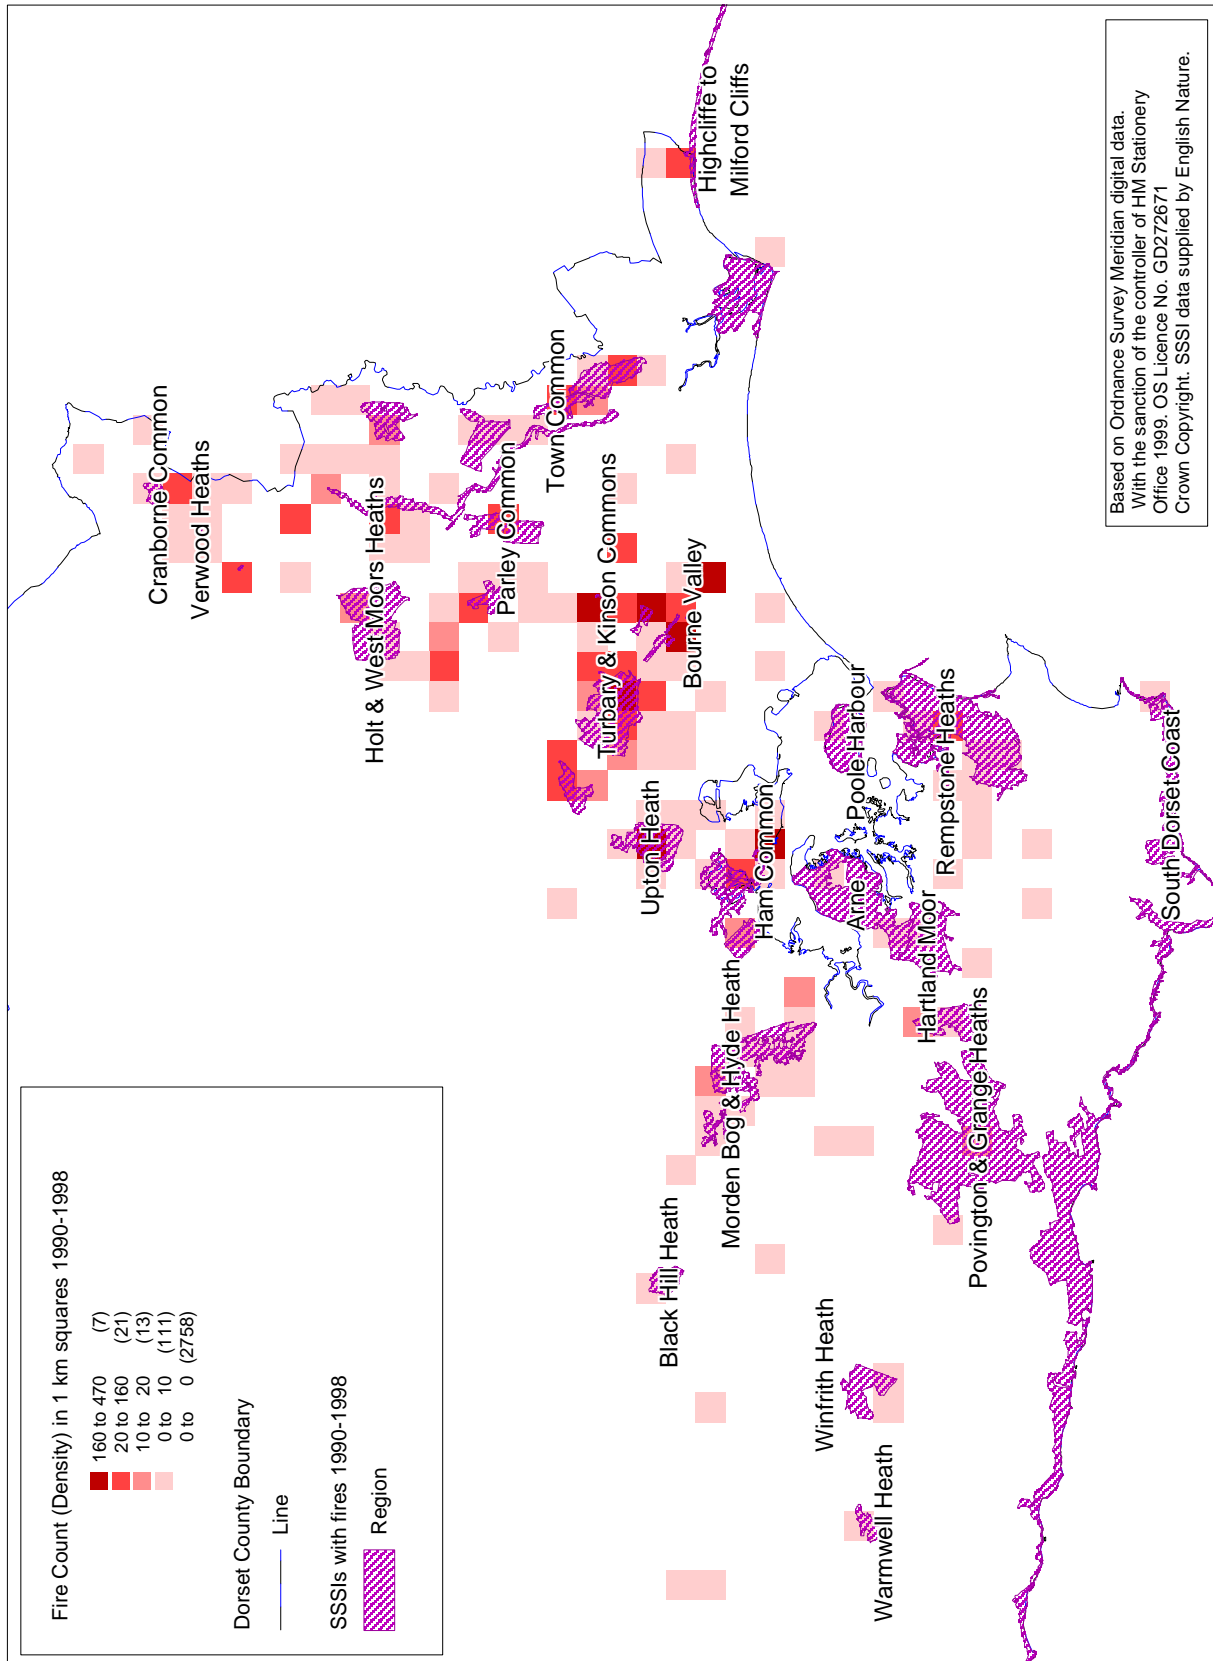 Fire Count (Density) in 1 km squares 1990-1998
160 to 470 (7)
20 to 160 (21)
10 to 20 (13)
0 to 10 (111)
0 to 0 (2758)
Dorset County Boundary
Line
SSSIs with fires 1990-1998
Region
Cranborne Common
Verwood Heaths
Holt & West Moors Heaths
Parley Common
Town Common
Turbary & Kinson Commons
Bourne Valley
Highcliffe to
Milford Cliffs
Upton Heath
Ham Common
Black Hill Heath
Morden Bog & Hyde Heath
Winfrith Heath
Warmwell Heath
Arne
Poole Harbour
Hartland Moor
Rempstone Heaths
Povington & Grange Heaths
South Dorset Coast
Based on Ordnance Survey Meridian digital data.
With the sanction of the controller of HM Stationery
Office 1999. OS Licence No. GD272671
Crown Copyright. SSSI data supplied by English Nature.